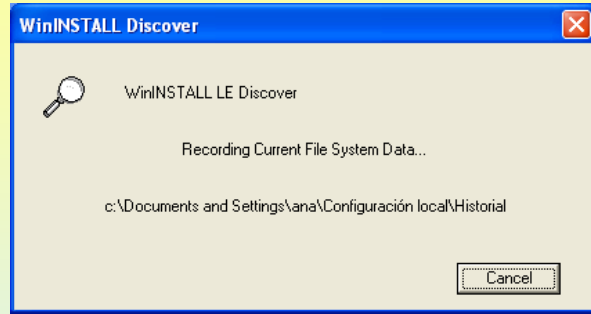 WinINSTALL Discover
WinINSTALL LE Discover
Recording Current File System Data...
c:\Documents and Settings\ana\Configuración local\Historial
Cancel